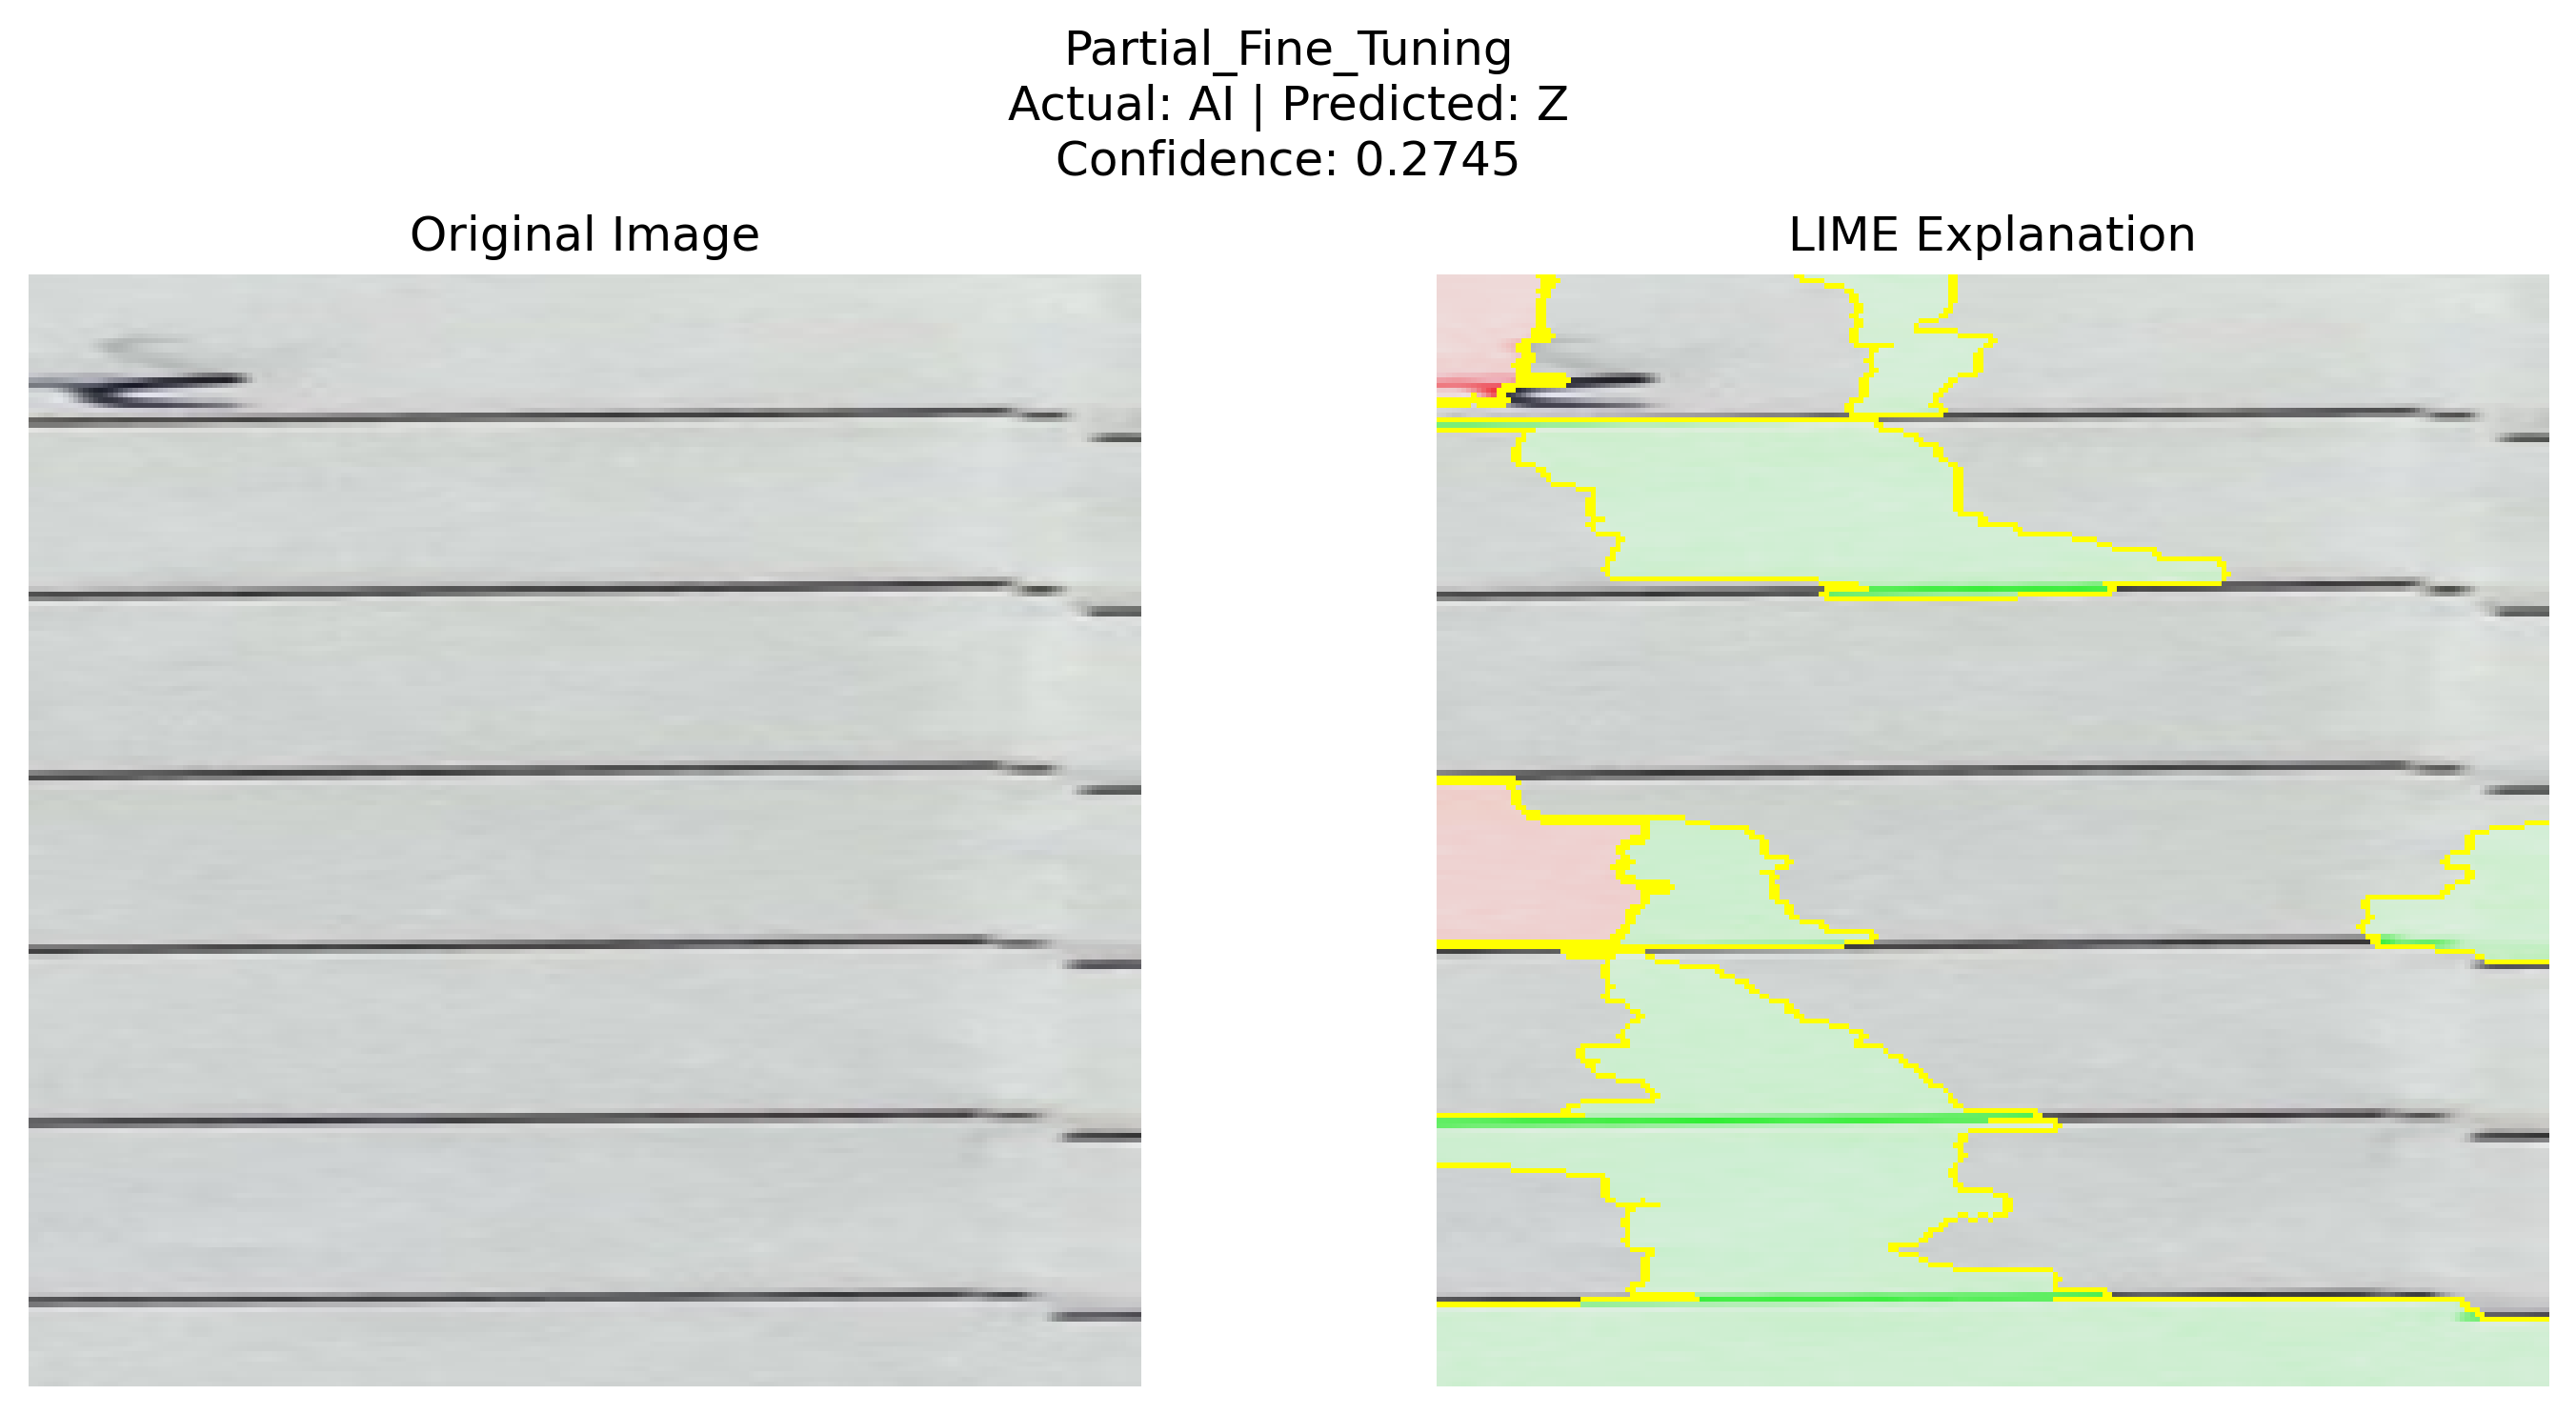 Partial_Fine_Tuning
Actual: AI | Predicted: Z
Confidence: 0.2745
Original Image
LIME Explanation